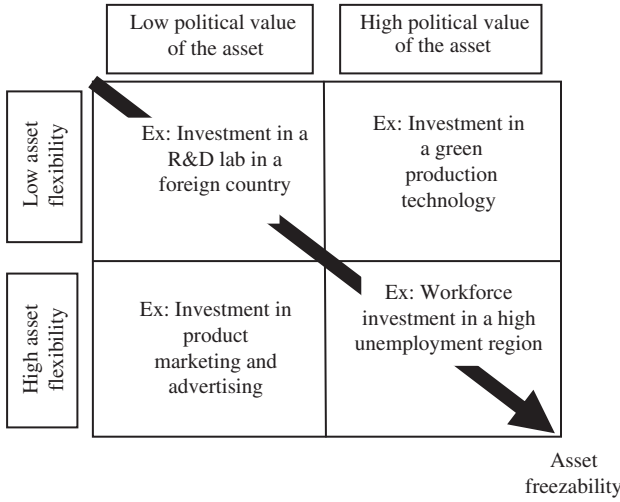 Low political value
of the asset
High political value
of the asset
Low asset
flexibility
Ex: Investment in a
R&D lab in a
foreign country
Ex: Investment in
a green
production
technology
High asset
flexibility
Ex: Investment in
product
marketing and
advertising
Ex: Workforce
investment in a high
unemployment region
Asset
freezability